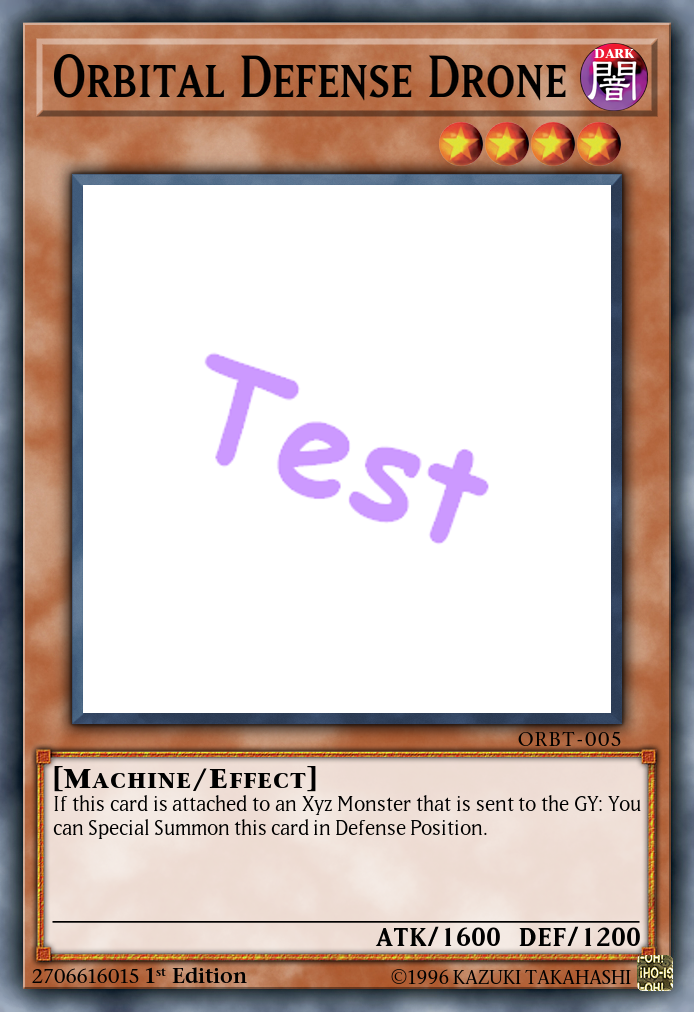 Orbital Defense Drone
DARK
闇
Test
ORBT-005
[Machine/Effect]
If this card is attached to an Xyz Monster that is sent to the GY: You
can Special Summon this card in Defense Position.
ATK/1600 DEF/1200
2706616015 1st Edition
©1996 KAZUKI TAKAHASHI